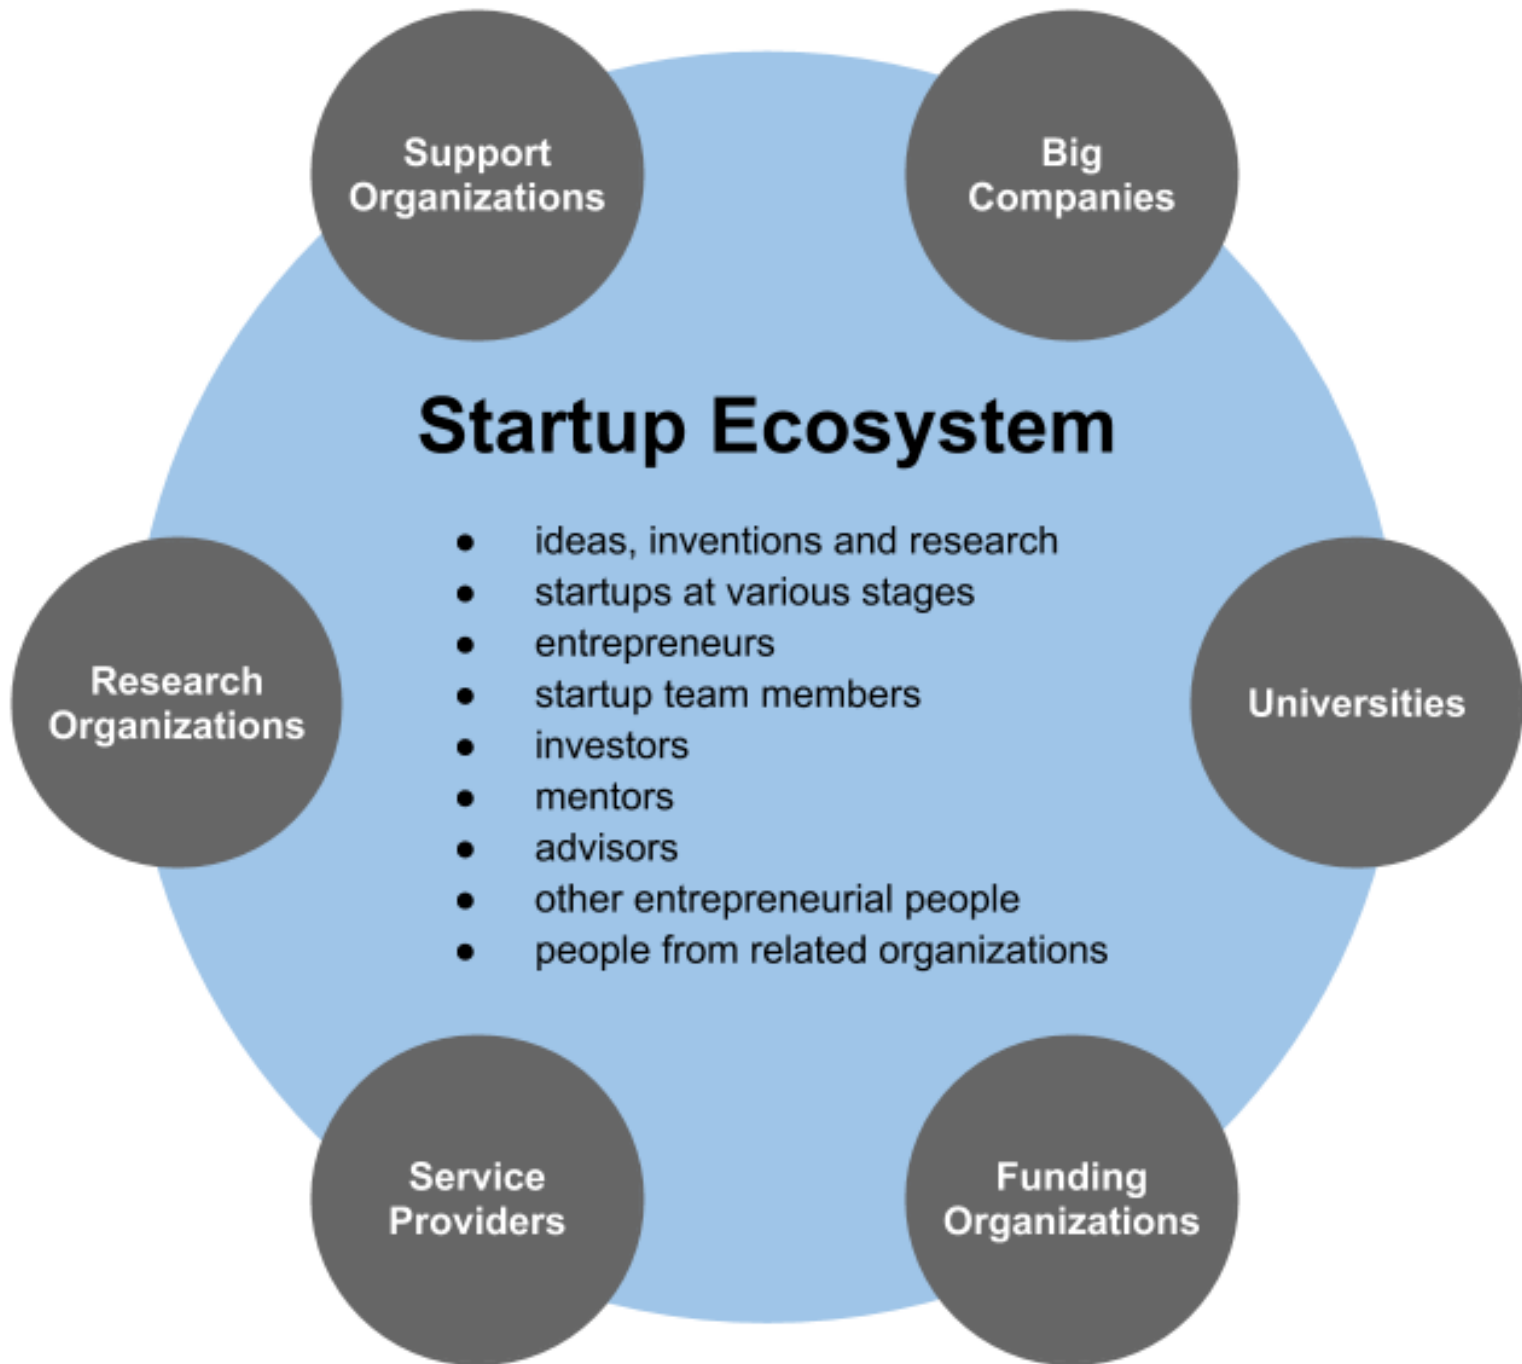 Support
Organizations
Big
Companies
Startup Ecosystem
● ideas, inventions and research
● startups at various stages
● entrepreneurs
● startup team members
● investors
● mentors
● advisors
● other entrepreneurial people
● people from related organizations
Research
Organizations
Universities
Service
Providers
Funding
Organizations